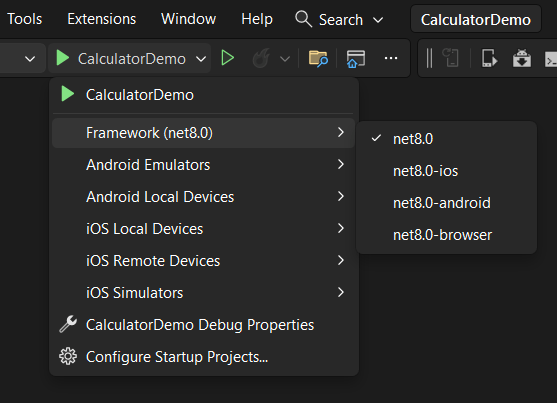 Tools Extensions Window Help Search CalculatorDemo
CalculatorDemo
CalculatorDemo
Framework (net8.0)
Android Emulators
Android Local Devices
iOS Local Devices
iOS Remote Devices
iOS Simulators
CalculatorDemo Debug Properties
Configure Startup Projects...
net8.0
net8.0-ios
net8.0-android
net8.0-browser